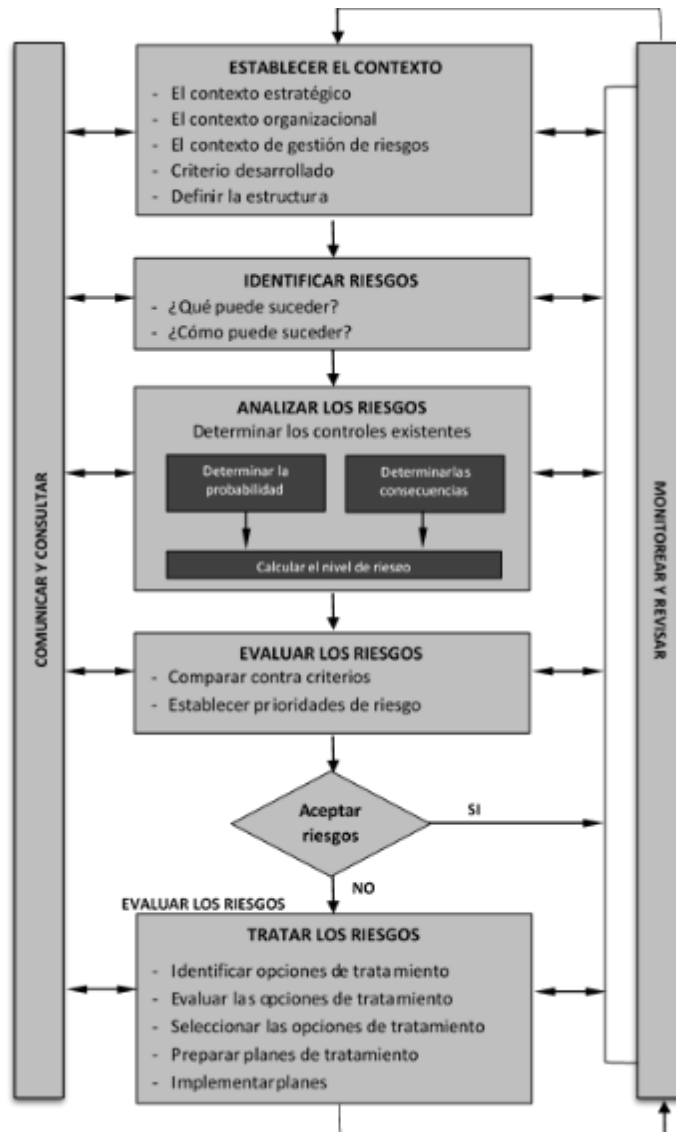 ESTABLECER EL CONTEXTO
- El contexto estratégico
- El contexto organizacional
- El contexto de gestión de riesgos
- Criterio desarrollado
- Definir la estructura
IDENTIFICAR RIESGOS
- ¿Qué puede suceder?
- ¿Cómo puede suceder?
ANALIZAR LOS RIESGOS
Determinar los controles existentes
Determinar la
probabilidad
Determinarlas
consecuencias
Calcular el nivel de riesgo
EVALUAR LOS RIESGOS
- Comparar contra criterios
- Establecer prioridades de riesgo
Aceptar
riesgos
SI
NO
EVALUAR LOS RIESGOS
TRATAR LOS RIESGOS
- Identificar opciones de tratamiento
- Evaluar las opciones de tratamiento
- Seleccionar las opciones de tratamiento
- Preparar planes de tratamiento
- Implementarplanes
COMUNICAR Y CONSULTAR
MONITOREAR Y REVISAR